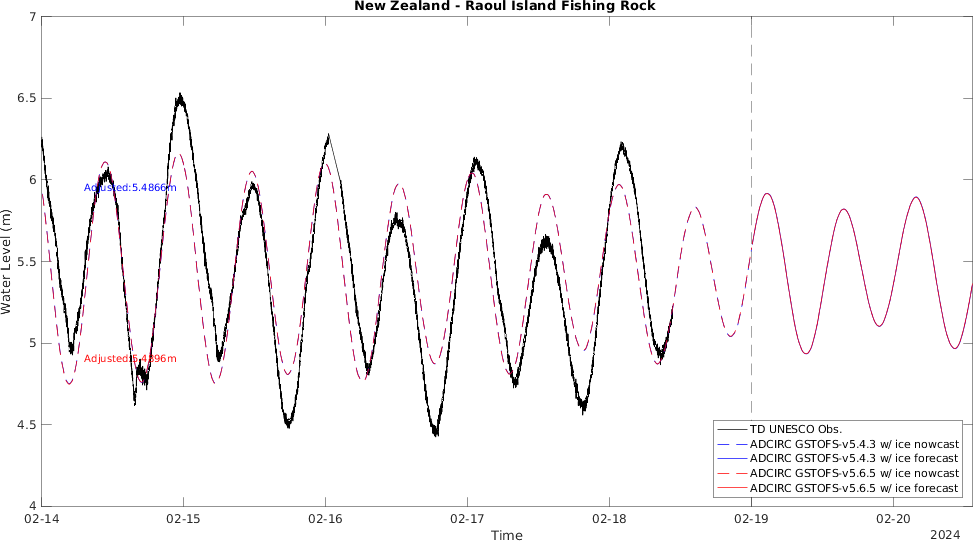 New Zealand - Raoul Island Fishing Rock
Water Level (m)
7
6.5
6
5.5
5
4.5
4
Adjusted:5.4866m
Adjusted:5.4396m
TD UNESCO Obs.
ADCIRC GSTOFS-v5.4.3 w/ ice nowcast
ADCIRC GSTOFS-v5.4.3 w/ ice forecast
ADCIRC GSTOFS-v5.6.5 w/ ice nowcast
ADCIRC GSTOFS-v5.6.5 w/ ice forecast
02-14 02-15 02-16 02-17 02-18 02-19 02-20
Time
2024